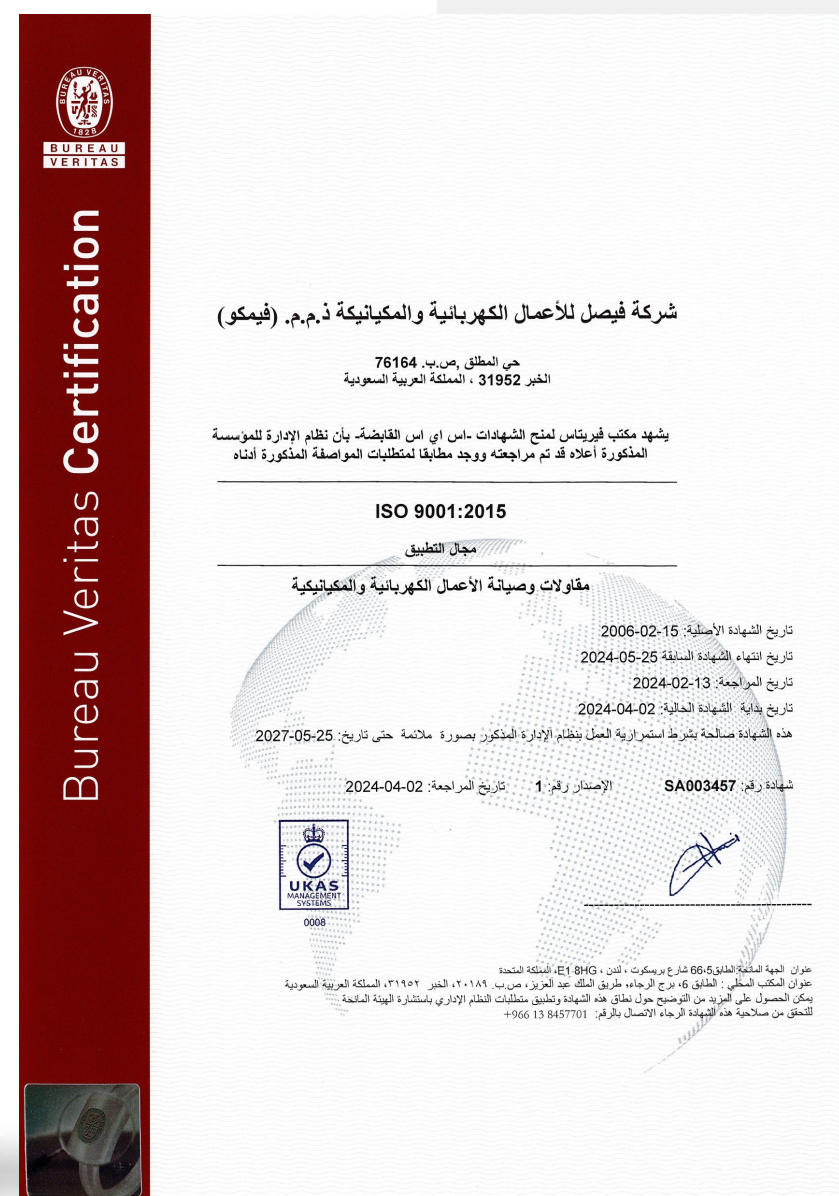 BUREAU VERITAS
1828
BUREAU
VERITAS
Bureau Veritas Certification
شركة فيصل للأعمال الكهربائية والمكيانيكة ذ.م.م. (فيمكو)
حي المطلق ,ص.ب. 76164
الخبر 31952 ، المملكة العربية السعودية
يشهد مكتب فيريتاس لمنح الشهادات -اس اي اس القابضة- بأن نظام الإدارة للمؤسسة
المذكورة أعلاه قد تم مراجعته ووجد مطابقا لمتطلبات المواصفة المذكورة أدناه
ISO 9001:2015
مجال التطبيق
مقاولات وصيانة الأعمال الكهربائية والمكيانيكية
تاريخ الشهادة الأصلية: 15-02-2006
تاريخ انتهاء الشهادة السابقة 25-05-2024
تاريخ المراجعة: 13-02-2024
تاريخ بداية الشهادة الحالية: 02-04-2024
هذه الشهادة صالحة بشرط استمرارية العمل بنظام الإدارة المذكور بصورة ملائمة حتى تاريخ: 25-05-2027
شهادة رقم: SA003457 الإصدار رقم: 1 تاريخ المراجعة: 02-04-2024
UKAS
MANAGEMENT
SYSTEMS
0008
عنوان الجهة المانحة:الطابق5،66 شارع بريسكوت ، لندن ، E1 8HG، المملكة المتحدة
عنوان المكتب المحلي : الطابق 6، برج الرجاء، طريق الملك عبد العزيز، ص.ب. ٢٠١٨٩، الخبر ٣١٩٥٢، المملكة العربية السعودية
يمكن الحصول على المزيد من التوضيح حول نطاق هذه الشهادة وتطبيق متطلبات النظام الإداري باستشارة الهيئة المانحة
للتحقق من صلاحية هذه الشهادة الرجاء الاتصال بالرقم: 8457701 13 966+